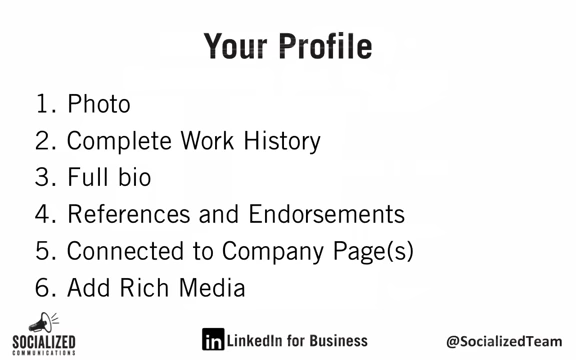 Your Profile
1. Photo
2. Complete Work History
3. Full bio
4. References and Endorsements
5. Connected to Company Page(s)
6. Add Rich Media
SOCIALIZED
COMMUNICATIONS
in LinkedIn for Business
@SocializedTeam